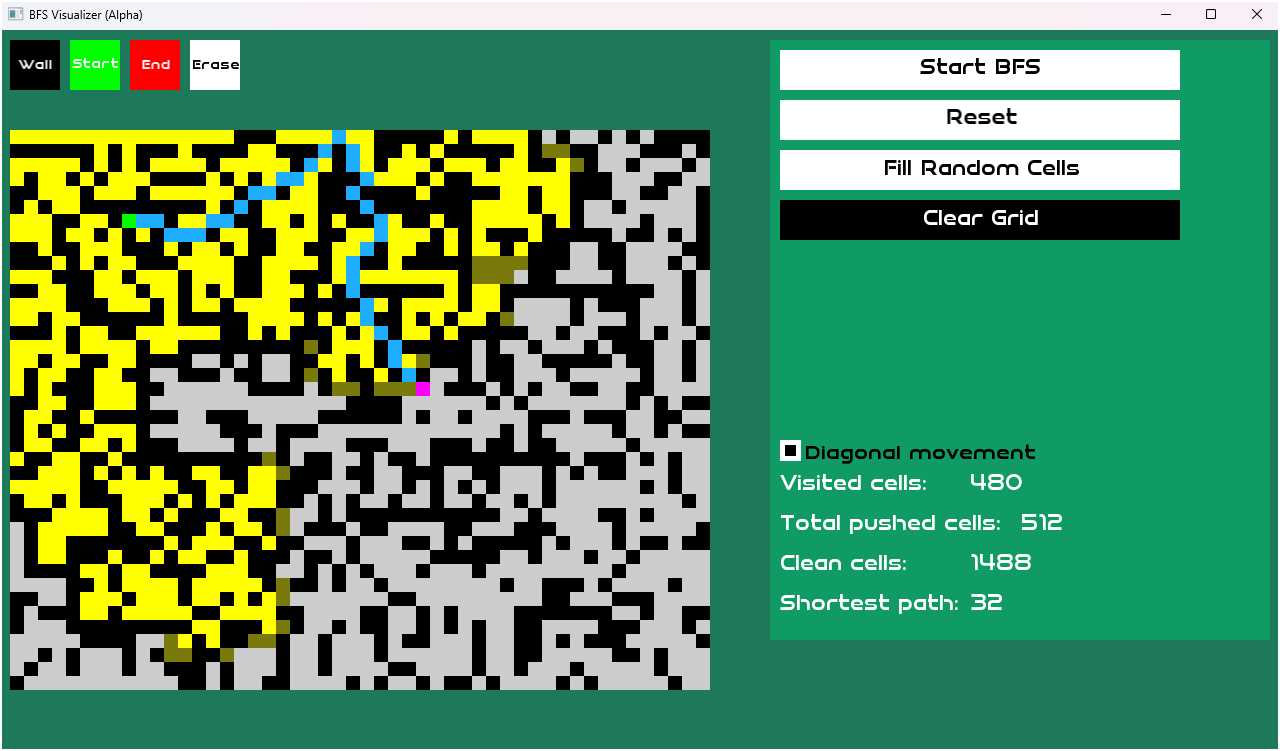 BFS Visualizer (Alpha)
Wall Start End Erase
Start BFS
Reset
Fill Random Cells
Clear Grid
Diagonal movement
Visited cells: 480
Total pushed cells: 512
Clean cells: 1488
Shortest path: 32